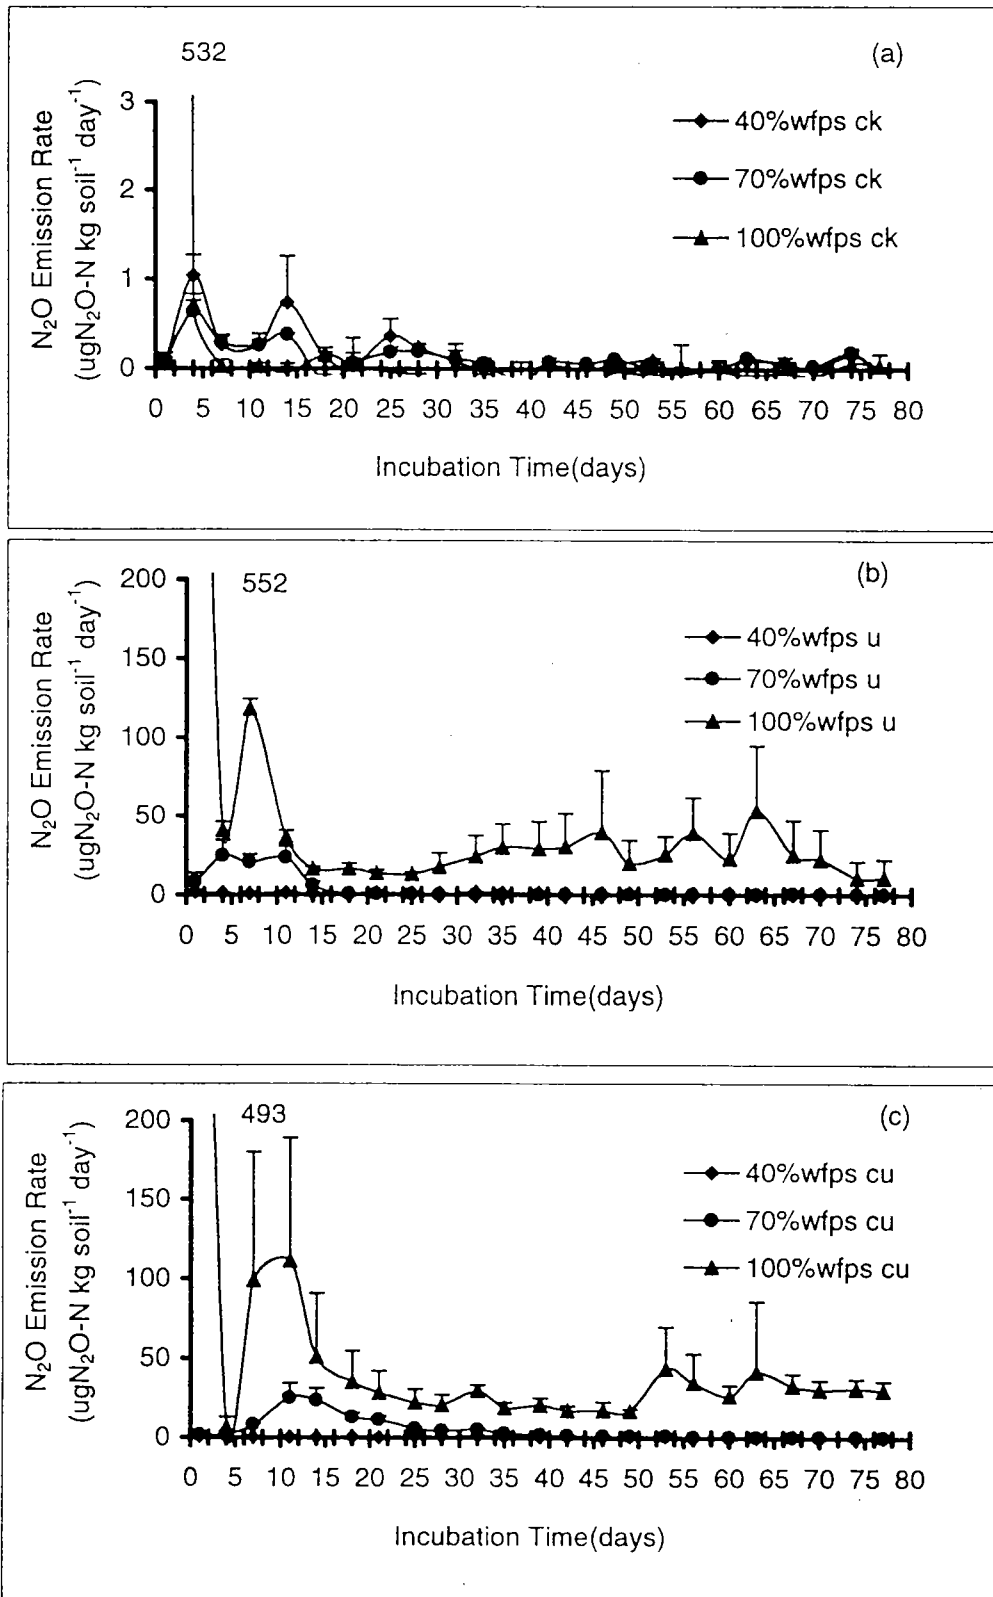 532
(a)
N₂O Emission Rate
(ugN₂O-N kg soil⁻¹ day⁻¹)
3
2
1
0
40%wfps ck
70%wfps ck
100%wfps ck
0 5 10 15 20 25 30 35 40 45 50 55 60 65 70 75 80
Incubation Time(days)
552
(b)
N₂O Emission Rate
(ugN₂O-N kg soil⁻¹ day⁻¹)
200
150
100
50
0
40%wfps u
70%wfps u
100%wfps u
0 5 10 15 20 25 30 35 40 45 50 55 60 65 70 75 80
Incubation Time(days)
493
(c)
N₂O Emission Rate
(ugN₂O-N kg soil⁻¹ day⁻¹)
200
150
100
50
0
40%wfps cu
70%wfps cu
100%wfps cu
0 5 10 15 20 25 30 35 40 45 50 55 60 65 70 75 80
Incubation Time(days)